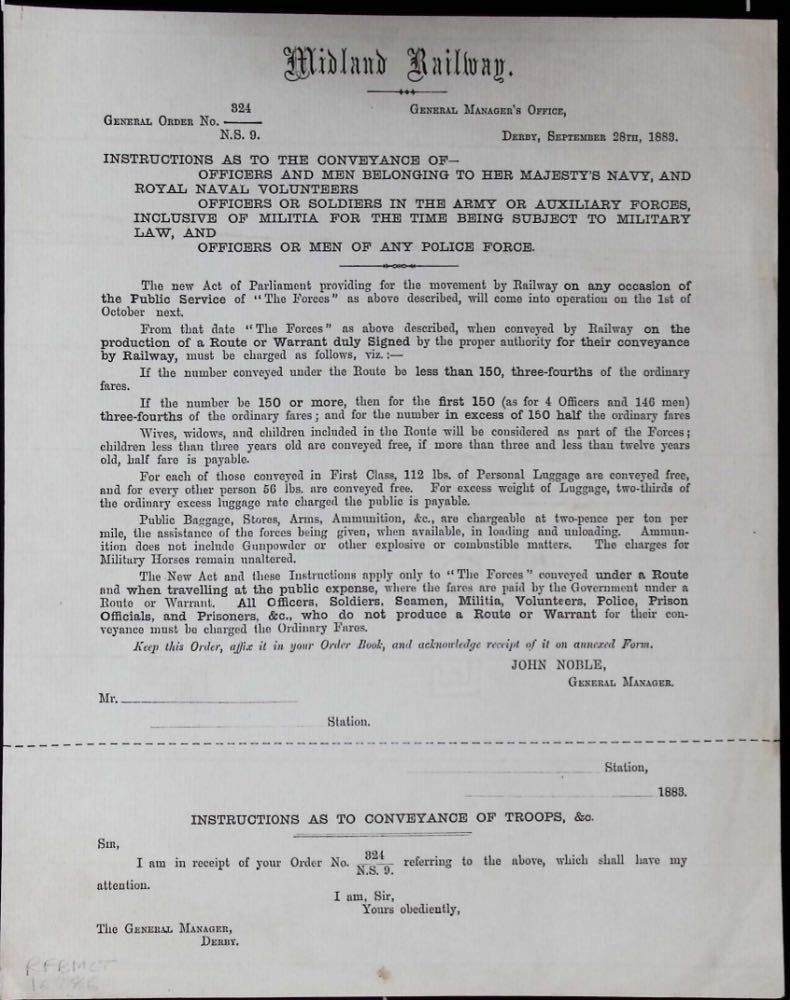 Midland Railway.
GENERAL ORDER No. 324
N.S. 9.
GENERAL MANAGER'S OFFICE,
DERBY, SEPTEMBER 28TH, 1883.
INSTRUCTIONS AS TO THE CONVEYANCE OF—
OFFICERS AND MEN BELONGING TO HER MAJESTY'S NAVY, AND
ROYAL NAVAL VOLUNTEERS
OFFICERS OR SOLDIERS IN THE ARMY OR AUXILIARY FORCES,
INCLUSIVE OF MILITIA FOR THE TIME BEING SUBJECT TO MILITARY
LAW, AND
OFFICERS OR MEN OF ANY POLICE FORCE.
The new Act of Parliament providing for the movement by Railway on any occasion of
the Public Service of "The Forces" as above described, will come into operation on the 1st of
October next.
From that date "The Forces" as above described, when conveyed by Railway on the
production of a Route or Warrant duly Signed by the proper authority for their conveyance
by Railway, must be charged as follows, viz.:—
If the number conveyed under the Route be less than 150, three-fourths of the ordinary
fares.
If the number be 150 or more, then for the first 150 (as for 4 Officers and 146 men)
three-fourths of the ordinary fares; and for the number in excess of 150 half the ordinary fares
Wives, widows, and children included in the Route will be considered as part of the Forces;
children less than three years old are conveyed free, if more than three and less than twelve years
old, half fare is payable.
For each of those conveyed in First Class, 112 lbs. of Personal Luggage are conveyed free,
and for every other person 56 lbs. are conveyed free. For excess weight of Luggage, two-thirds of
the ordinary excess luggage rate charged the public is payable.
Public Baggage, Stores, Arms, Ammunition, &c., are chargeable at two-pence per ton per
mile, the assistance of the forces being given, when available, in loading and unloading. Ammun-
ition does not include Gunpowder or other explosive or combustible matters. The charges for
Military Horses remain unaltered.
The New Act and these Instructions apply only to "The Forces" conveyed under a Route
and when travelling at the public expense, where the fares are paid by the Government under a
Route or Warrant. All Officers, Soldiers, Seamen, Militia, Volunteers, Police, Prison
Officials, and Prisoners, &c., who do not produce a Route or Warrant for their con-
veyance must be charged the Ordinary Fares.
Keep this Order, affix it in your Order Book, and acknowledge receipt of it on annexed Form.
JOHN NOBLE,
GENERAL MANAGER.
Mr.
Station.
Station,
1883.
INSTRUCTIONS AS TO CONVEYANCE OF TROOPS, &c.
SIR,
I am in receipt of your Order No. 324 N.S. 9. referring to the above, which shall have my
attention.
I am, Sir,
Yours obediently,
The GENERAL MANAGER,
DERBY.